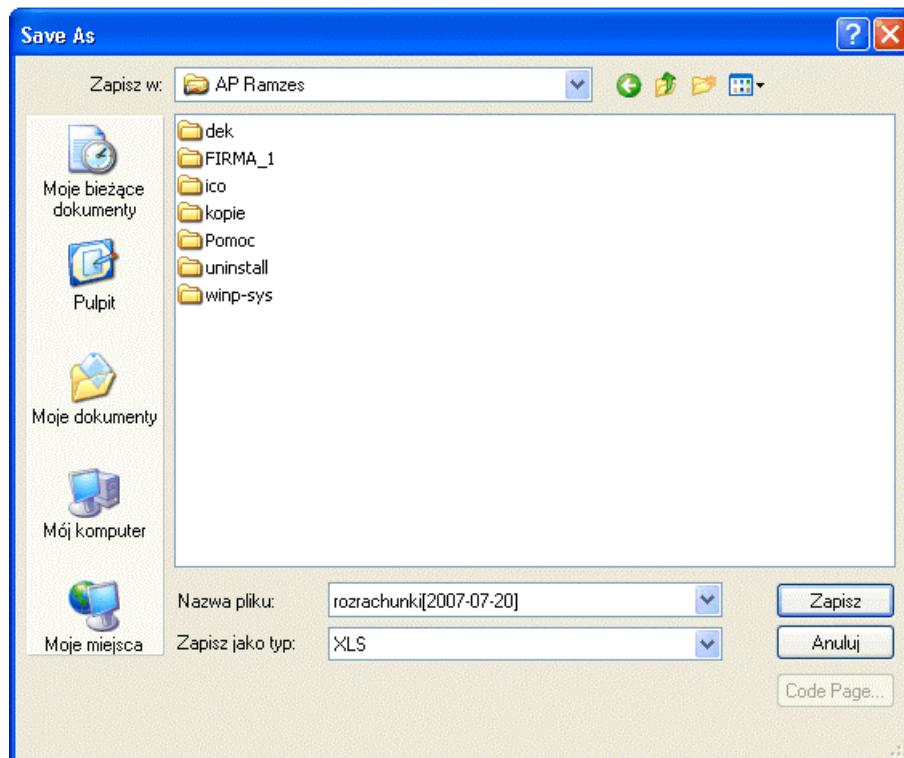 Save As
Zapisz w:
AP Ramzes
Moje bieżące
dokumenty
Pulpit
Moje dokumenty
Mój komputer
Moje miejsca
dek
FIRMA_1
ico
kopie
Pomoc
uninstall
winp-sys
Nazwa pliku:
rozrachunki[2007-07-20]
Zapisz
Zapisz jako typ:
XLS
Anuluj
Code Page...